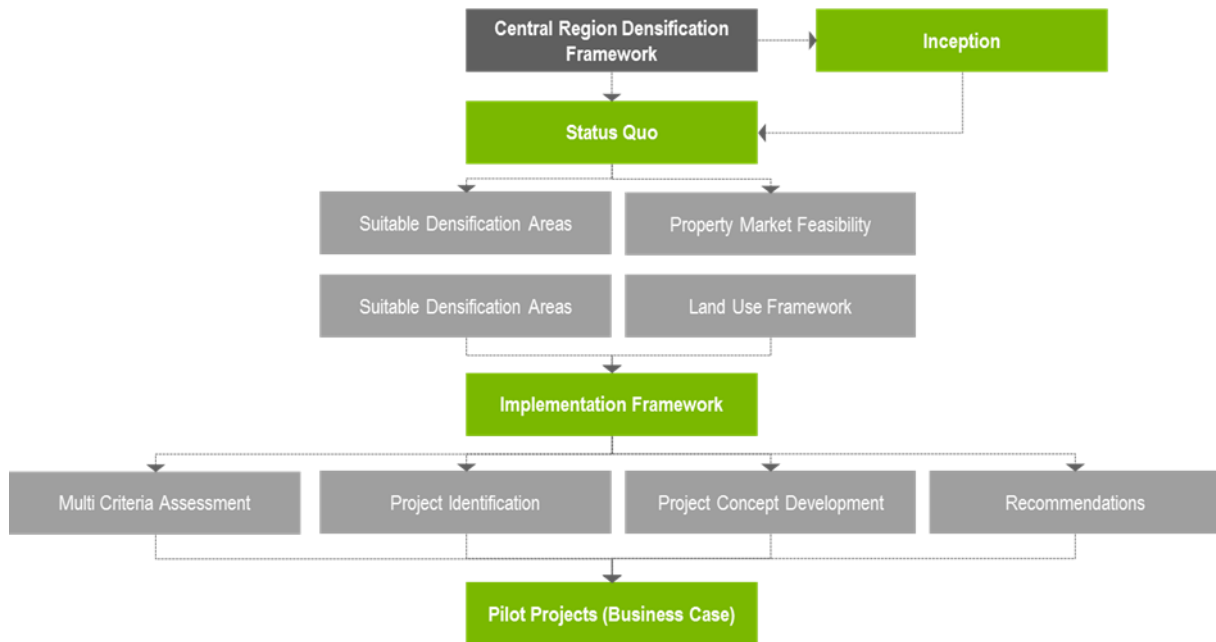 Central Region Densification
Framework
Inception
Status Quo
Suitable Densification Areas
Property Market Feasibility
Suitable Densification Areas
Land Use Framework
Implementation Framework
Multi Criteria Assessment
Project Identification
Project Concept Development
Recommendations
Pilot Projects (Business Case)